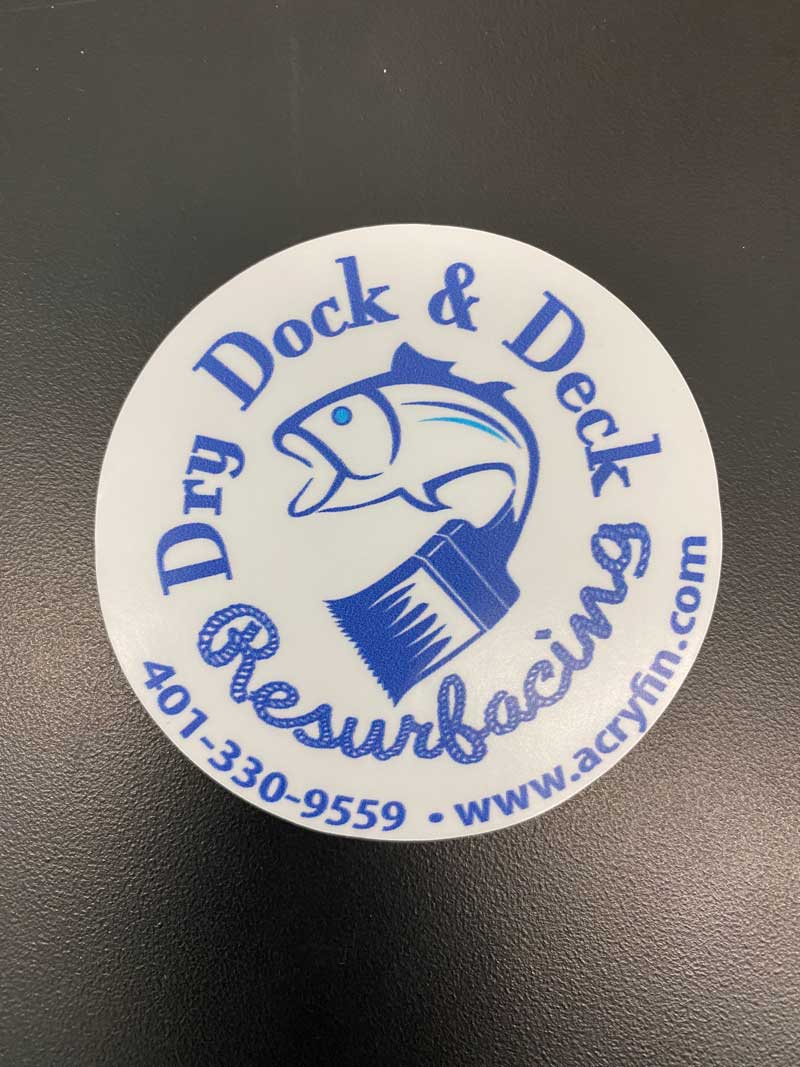 Dry Dock & Deck
Resurfacing
401-330-9559 • www.acryfin.com